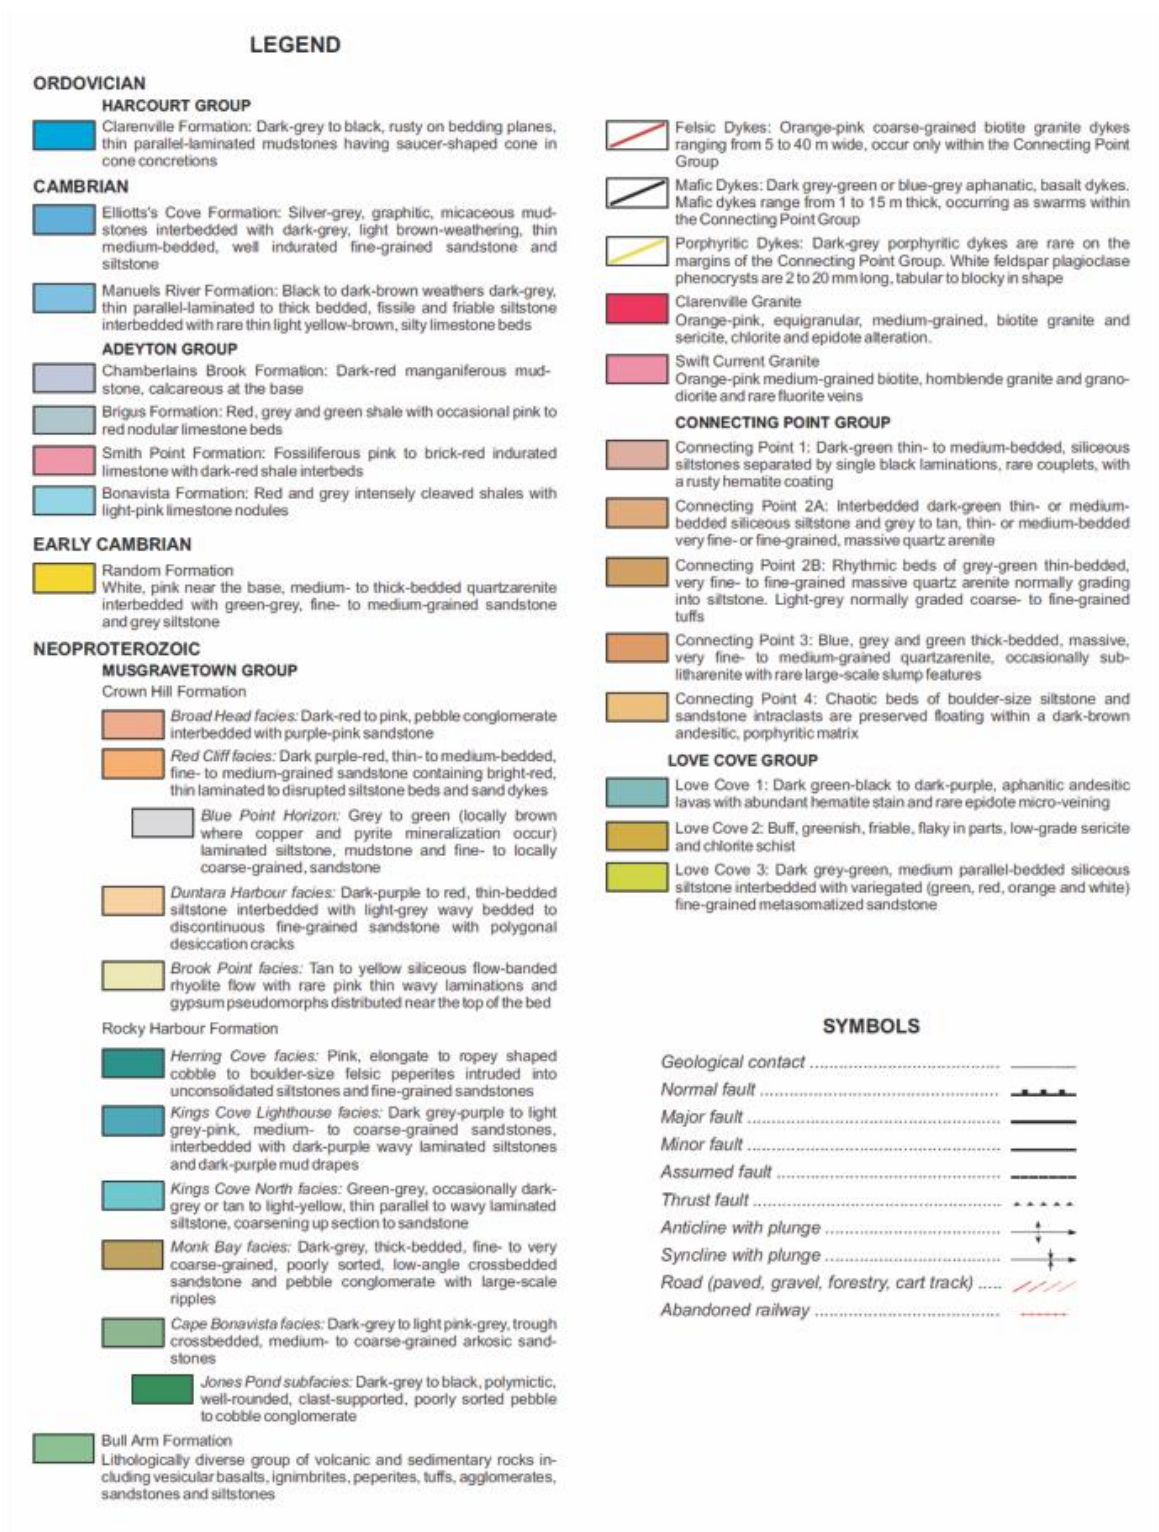 LEGEND
ORDOVICIAN
HARCOURT GROUP
Clarenville Formation: Dark-grey to black, rusty on bedding planes,
thin parallel-laminated mudstones having saucer-shaped cone in
cone concretions
CAMBRIAN
Elliotts's Cove Formation: Silver-grey, graphitic, micaceous mud-
stones interbedded with dark-grey, light brown-weathering, thin
medium-bedded, well indurated fine-grained sandstone and
siltstone
Manuels River Formation: Black to dark-brown weathers dark-grey,
thin parallel-laminated to thick bedded, fissile and friable siltstone
interbedded with rare thin light yellow-brown, silty limestone beds
ADEYTON GROUP
Chamberlains Brook Formation: Dark-red manganiferous mud-
stone, calcareous at the base
Brigus Formation: Red, grey and green shale with occasional pink to
red nodular limestone beds
Smith Point Formation: Fossiliferous pink to brick-red indurated
limestone with dark-red shale interbeds
Bonavista Formation: Red and grey intensely cleaved shales with
light-pink limestone nodules
EARLY CAMBRIAN
Random Formation
White, pink near the base, medium- to thick-bedded quartzarenite
interbedded with green-grey, fine- to medium-grained sandstone
and grey siltstone
NEOPROTEROZOIC
MUSGRAVETOWN GROUP
Crown Hill Formation
Broad Head facies: Dark-red to pink, pebble conglomerate
interbedded with purple-pink sandstone
Red Cliff facies: Dark purple-red, thin- to medium-bedded,
fine- to medium-grained sandstone containing bright-red,
thin laminated to disrupted siltstone beds and sand dykes
Blue Point Horizon: Grey to green (locally brown
where copper and pyrite mineralization occur)
laminated siltstone, mudstone and fine- to locally
coarse-grained, sandstone
Duntara Harbour facies: Dark-purple to red, thin-bedded
siltstone interbedded with light-grey wavy bedded to
discontinuous fine-grained sandstone with polygonal
desiccation cracks
Brook Point facies: Tan to yellow siliceous flow-banded
rhyolite flow with rare pink thin wavy laminations and
gypsum pseudomorphs distributed near the top of the bed
Rocky Harbour Formation
Herring Cove facies: Pink, elongate to ropey shaped
cobble to boulder-size felsic peperites intruded into
unconsolidated siltstones and fine-grained sandstones
Kings Cove Lighthouse facies: Dark grey-purple to light
grey-pink, medium- to coarse-grained sandstones,
interbedded with dark-purple wavy laminated siltstones
and dark-purple mud drapes
Kings Cove North facies: Green-grey, occasionally dark-
grey or tan to light-yellow, thin parallel to wavy laminated
siltstone, coarsening up section to sandstone
Monk Bay facies: Dark-grey, thick-bedded, fine- to very
coarse-grained, poorly sorted, low-angle crossbedded
sandstone and pebble conglomerate with large-scale
ripples
Cape Bonavista facies: Dark-grey to light pink-grey, trough
crossbedded, medium- to coarse-grained arkosic sand-
stones
Jones Pond subfacies: Dark-grey to black, polymictic,
well-rounded, clast-supported, poorly sorted pebble
to cobble conglomerate
Bull Arm Formation
Lithologically diverse group of volcanic and sedimentary rocks in-
cluding vesicular basalts, ignimbrites, peperites, tuffs, agglomerates,
sandstones and siltstones
Felsic Dykes: Orange-pink coarse-grained biotite granite dykes
ranging from 5 to 40 m wide, occur only within the Connecting Point
Group
Mafic Dykes: Dark grey-green or blue-grey aphanatic, basalt dykes.
Mafic dykes range from 1 to 15 m thick, occurring as swarms within
the Connecting Point Group
Porphyritic Dykes: Dark-grey porphyritic dykes are rare on the
margins of the Connecting Point Group. White feldspar plagioclase
phenocrysts are 2 to 20 mm long, tabular to blocky in shape
Clarenville Granite
Orange-pink, equigranular, medium-grained, biotite granite and
sericite, chlorite and epidote alteration.
Swift Current Granite
Orange-pink medium-grained biotite, hornblende granite and grano-
diorite and rare fluorite veins
CONNECTING POINT GROUP
Connecting Point 1: Dark-green thin- to medium-bedded, siliceous
siltstones separated by single black laminations, rare couplets, with
a rusty hematite coating
Connecting Point 2A: Interbedded dark-green thin- or medium-
bedded siliceous siltstone and grey to tan, thin- or medium-bedded
very fine- or fine-grained, massive quartz arenite
Connecting Point 2B: Rhythmic beds of grey-green thin-bedded,
very fine- to fine-grained massive quartz arenite normally grading
into siltstone. Light-grey normally graded coarse- to fine-grained
tuffs
Connecting Point 3: Blue, grey and green thick-bedded, massive,
very fine- to medium-grained quartzarenite, occasionally sub-
litharenite with rare large-scale slump features
Connecting Point 4: Chaotic beds of boulder-size siltstone and
sandstone intraclasts are preserved floating within a dark-brown
andesitic, porphyritic matrix
LOVE COVE GROUP
Love Cove 1: Dark green-black to dark-purple, aphanitic andesitic
lavas with abundant hematite stain and rare epidote micro-veining
Love Cove 2: Buff, greenish, friable, flaky in parts, low-grade sericite
and chlorite schist
Love Cove 3: Dark grey-green, medium parallel-bedded siliceous
siltstone interbedded with variegated (green, red, orange and white)
fine-grained metasomatized sandstone
SYMBOLS
Geological contact
Normal fault
Major fault
Minor fault
Assumed fault
Thrust fault
Anticline with plunge
Syncline with plunge
Road (paved, gravel, forestry, cart track)
Abandoned railway